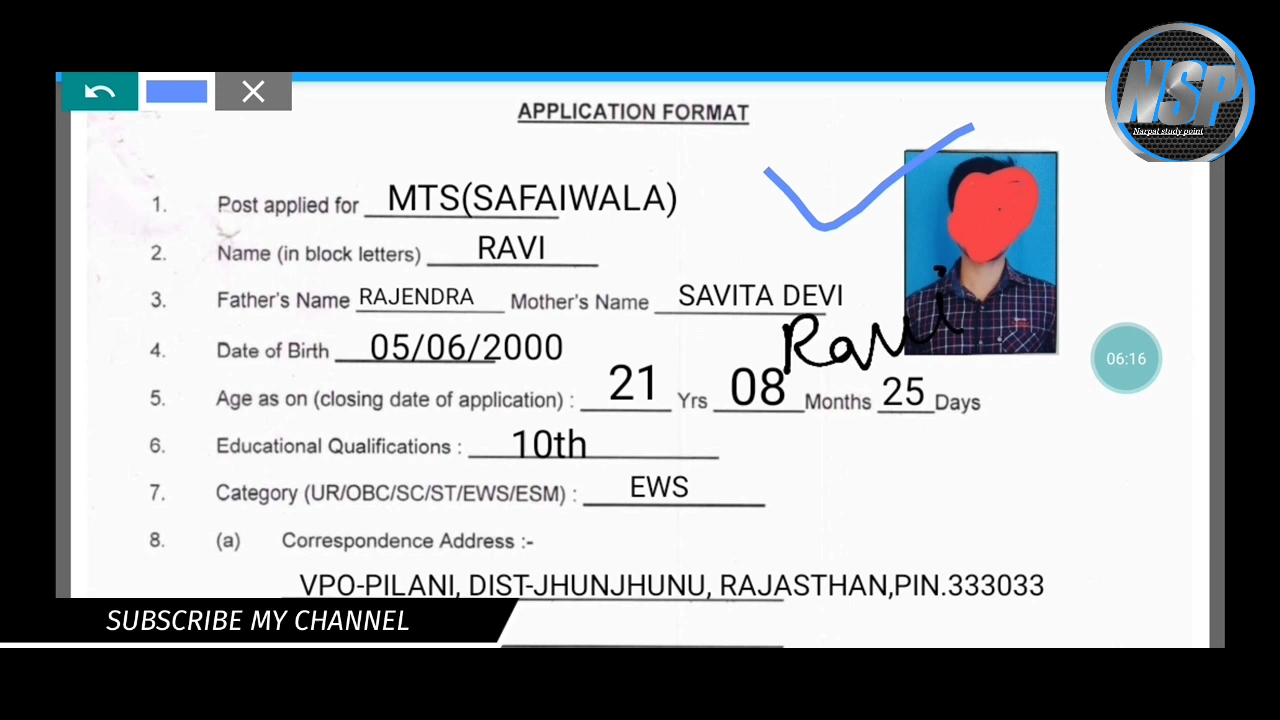 NSP
Nazpal study point
APPLICATION FORMAT
1. Post applied for MTS(SAFAIWALA)
2. Name (in block letters) RAVI
3. Father's Name RAJENDRA Mother's Name SAVITA DEVI
Ravi
4. Date of Birth 05/06/2000
06:16
5. Age as on (closing date of application) : 21 Yrs 08 Months 25 Days
6. Educational Qualifications : 10th
7. Category (UR/OBC/SC/ST/EWS/ESM) : EWS
8. (a) Correspondence Address :-
VPO-PILANI, DIST-JHUNJHUNU, RAJASTHAN,PIN.333033
SUBSCRIBE MY CHANNEL